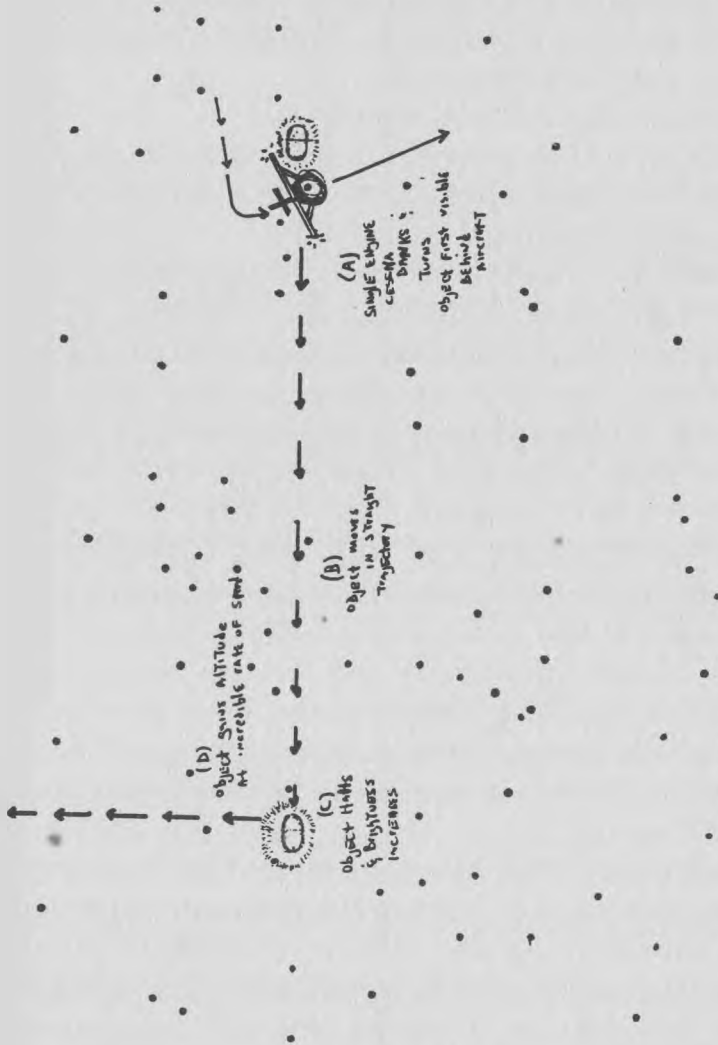 (A)
SINGLE ENGINE
CESSNA
BANKS &
TURNS
Object First Visible
BEHIND
AIRCRAFT
(B)
Object Moves
IN STRAIGHT
TrajectorY
(C)
Object Halts
& BrighTNESS
INCREASES
(D)
Object Gains ALTITUDE
At incredible rate of Speed